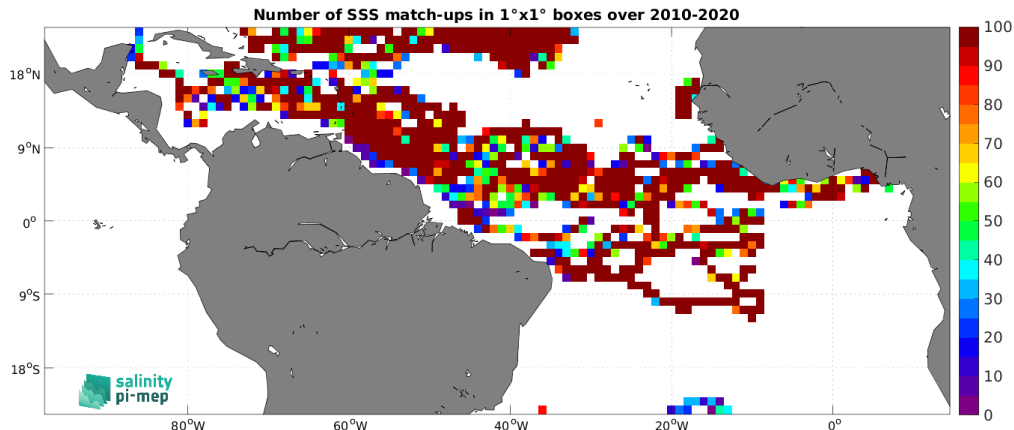 Number of SSS match-ups in 1°x1° boxes over 2010-2020
18°N
9°N
0°
9°S
18°S
80°W
60°W
40°W
20°W
0°
100
90
80
70
60
50
40
30
20
10
0
salinity
pi-mep